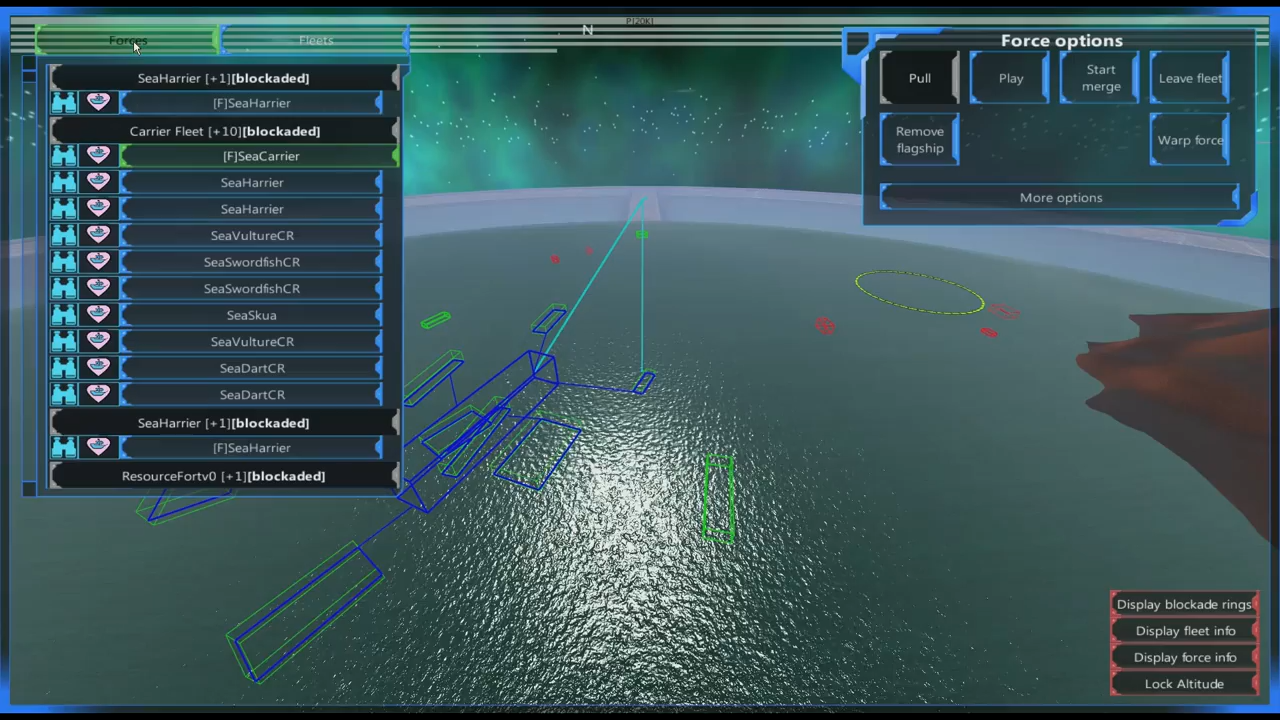 PI20KI
N
Forces
Fleets
SeaHarrier [+1][blockaded]
[F]SeaHarrier
Carrier Fleet [+10][blockaded]
[F]SeaCarrier
SeaHarrier
SeaHarrier
SeaVultureCR
SeaSwordfishCR
SeaSwordfishCR
SeaSkua
SeaVultureCR
SeaDartCR
SeaDartCR
SeaHarrier [+1][blockaded]
[F]SeaHarrier
ResourceFortv0 [+1][blockaded]
Force options
Pull
Play
Start
merge
Leave fleet
Remove
flagship
Warp force
More options
Display blockade rings
Display fleet info
Display force info
Lock Altitude